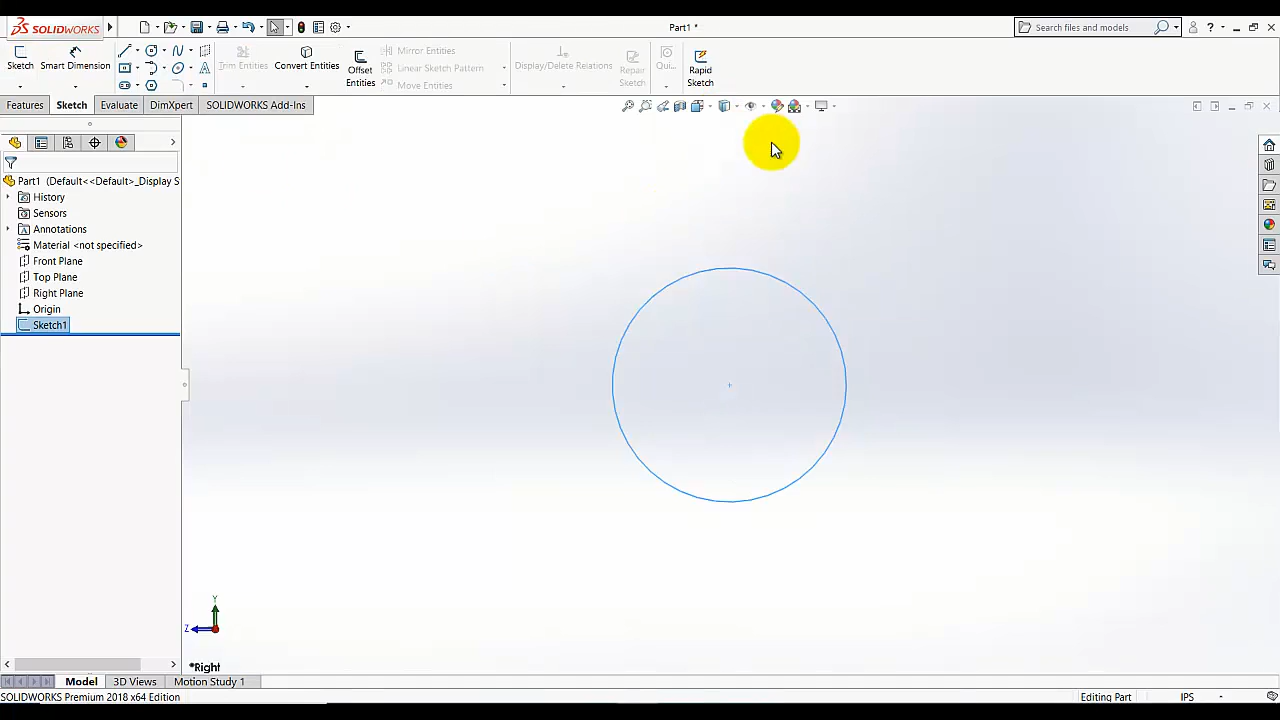 SOLIDWORKS
Part1 *
Search files and models
Sketch
Smart Dimension
Trim Entities
Convert Entities
Offset
Entities
Mirror Entities
Linear Sketch Pattern
Move Entities
Display/Delete Relations
Repair
Sketch
Qui...
Rapid
Sketch
Features
Sketch
Evaluate
DimXpert
SOLIDWORKS Add-Ins
Part1 (Default<<Default>_Display S
History
Sensors
Annotations
Material <not specified>
Front Plane
Top Plane
Right Plane
Origin
Sketch1
Y
Z
*Right
Model
3D Views
Motion Study 1
SOLIDWORKS Premium 2018 x64 Edition
Editing Part
IPS